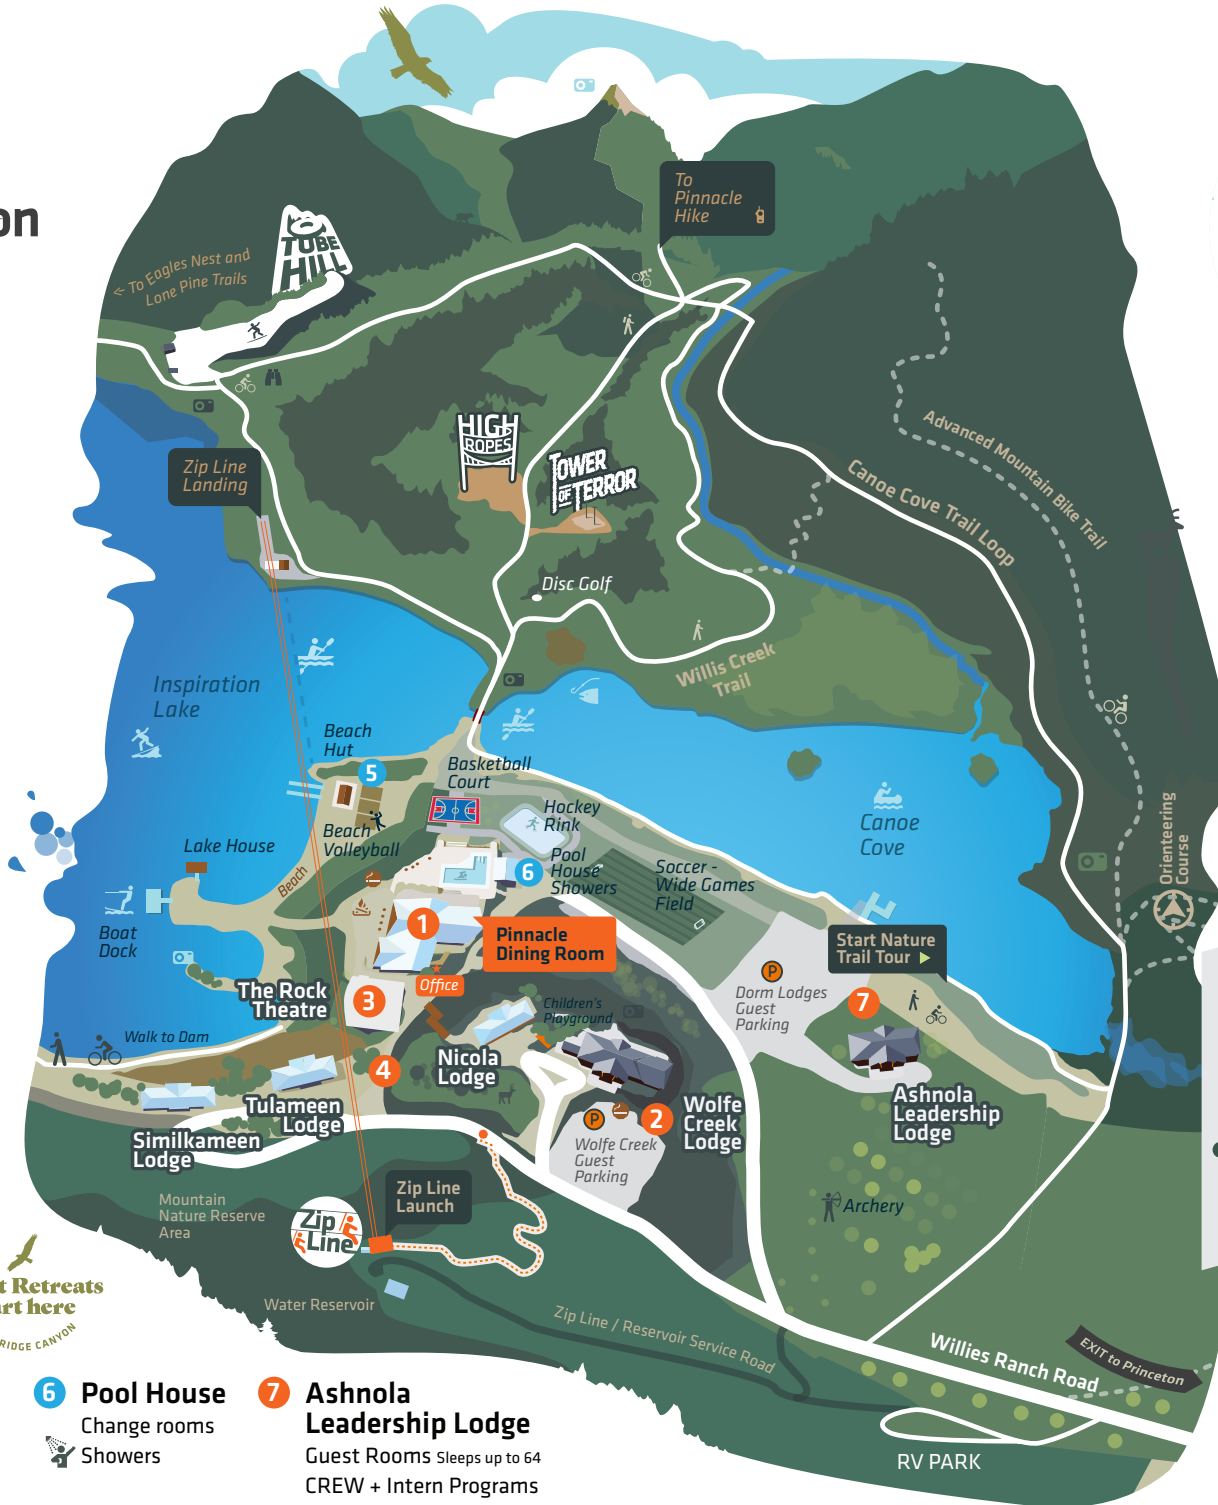 on
To
Pinnacle
Hike
TUBE
HILL
← To Eagles Nest and
Lone Pine Trails
HIGH
ROPES
TOWER
OF TERROR
Zip Line
Landing
Advanced Mountain Bike Trail
Canoe Cove Trail Loop
Disc Golf
Willis Creek
Trail
Inspiration
Lake
Beach
Hut
5
Basketball
Court
Hockey
Rink
Beach
Volleyball
Lake House
Beach
6
Pool
House
Showers
Soccer -
Wide Games
Field
Canoe
Cove
Orienteering
Course
Boat
Dock
1
Pinnacle
Dining Room
Office
Start Nature
Trail Tour ▶
P
Dorm Lodges
Guest
Parking
7
The Rock
Theatre
3
Children's
Playground
Walk to Dam
Nicola
Lodge
4
Tulameen
Lodge
Similkameen
Lodge
P
2
Wolfe
Creek
Lodge
Wolfe Creek
Guest
Parking
Ashnola
Leadership
Lodge
Archery
Mountain
Nature Reserve
Area
Zip Line
Launch
Zip
Line
Water Reservoir
Zip Line / Reservoir Service Road
Willies Ranch Road
EXIT to Princeton
RV PARK
t Retreats
art here
RIDGE CANYON
6 Pool House
Change rooms
Showers
7 Ashnola
Leadership Lodge
Guest Rooms Sleeps up to 64
CREW + Intern Programs